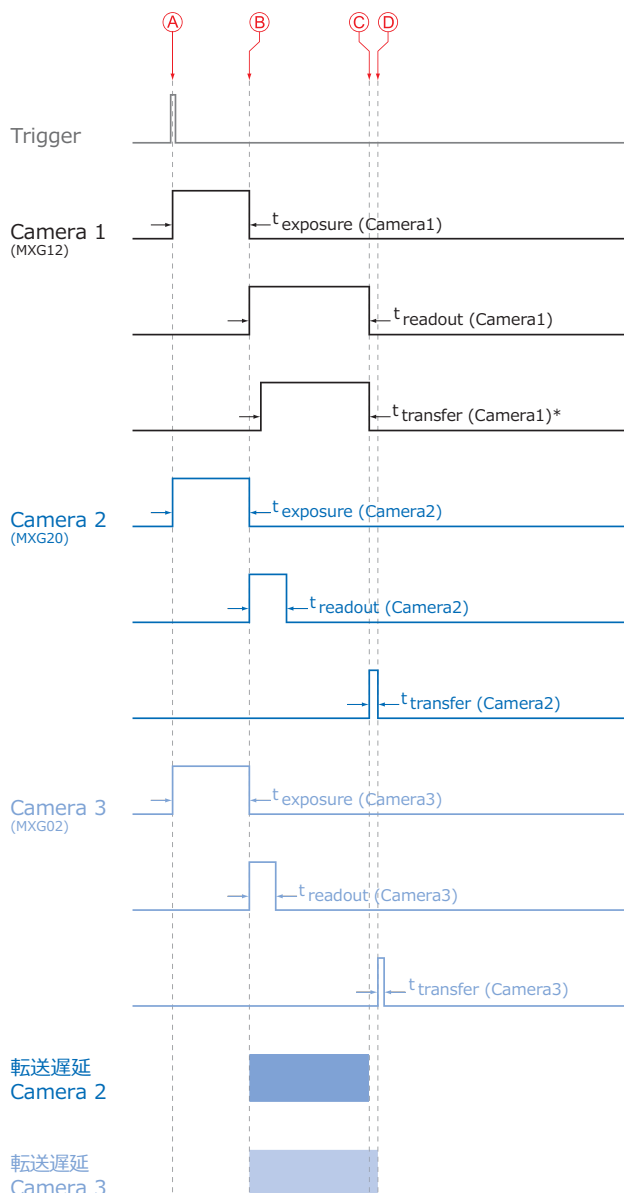 A B C D
Trigger
Camera 1
(MXG12)
t exposure (Camera1)
t readout (Camera1)
t transfer (Camera1)*
Camera 2
(MXG20)
t exposure (Camera2)
t readout (Camera2)
t transfer (Camera2)
Camera 3
(MXG02)
t exposure (Camera3)
t readout (Camera3)
t transfer (Camera3)
転送遅延
Camera 2
転送遅延
Camera 3